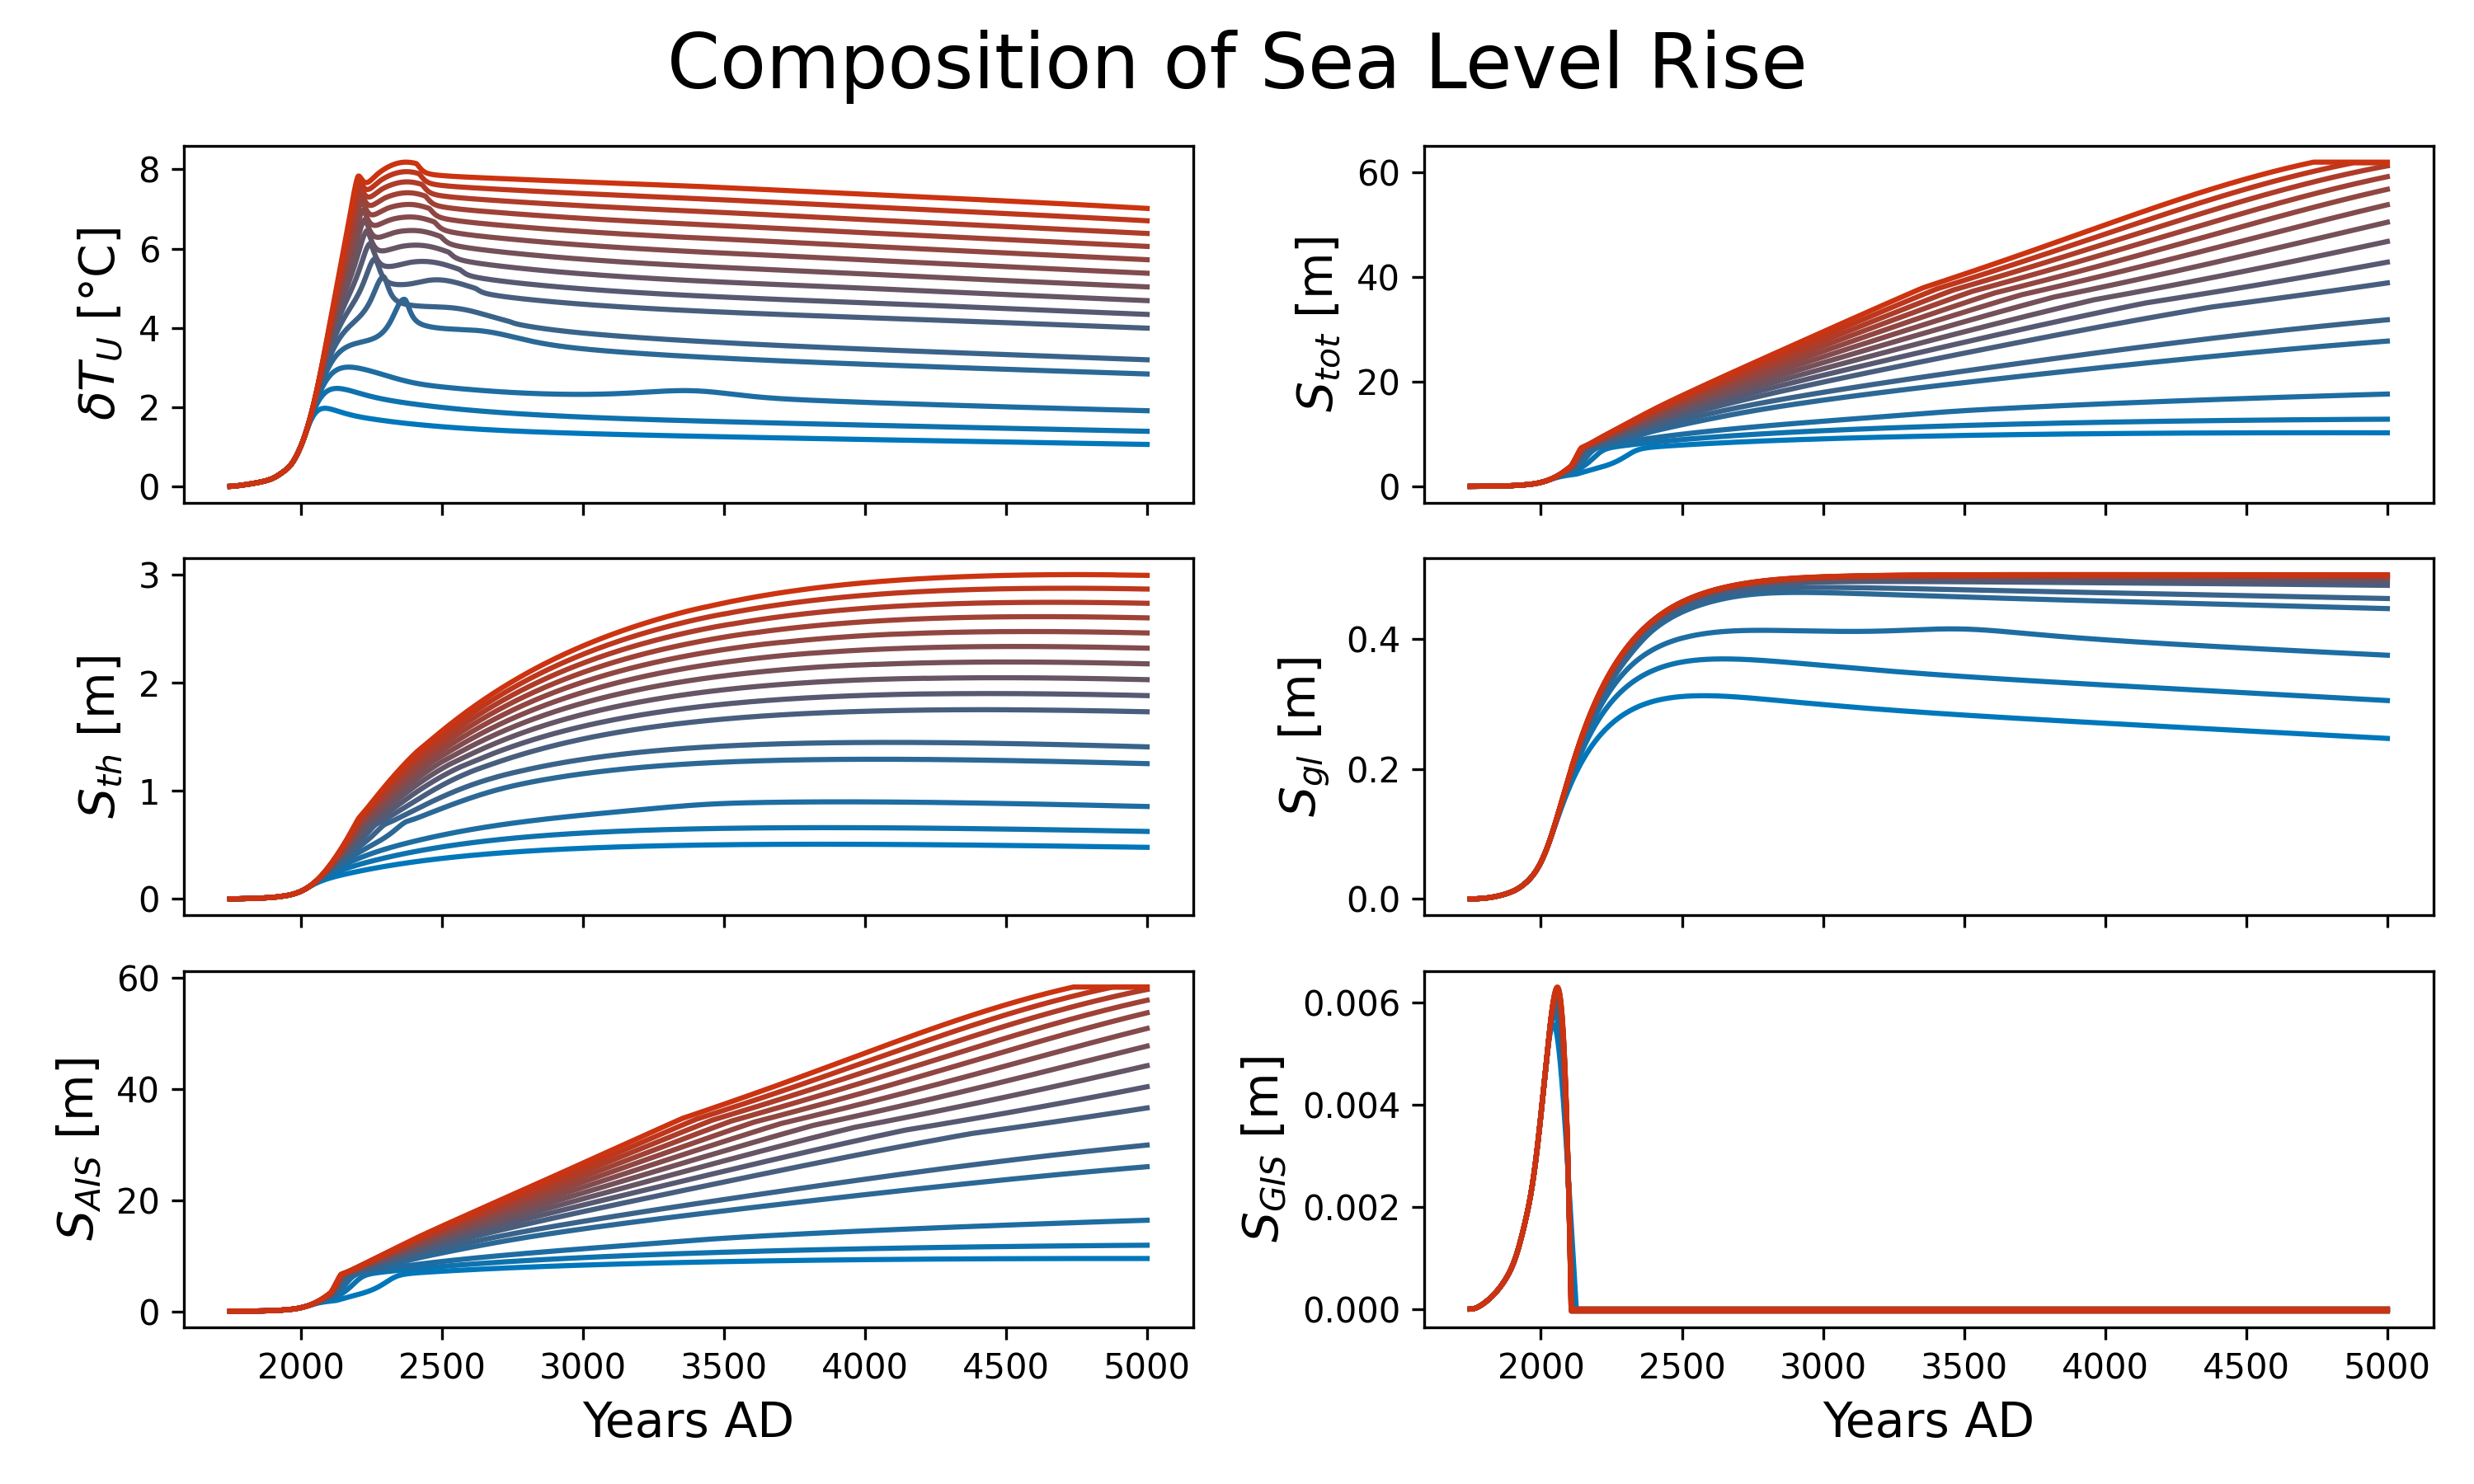 Composition of Sea Level Rise
δT_U [°C]
8
6
4
2
0
S_tot [m]
60
40
20
0
S_th [m]
3
2
1
0
S_gl [m]
0.4
0.2
0.0
S_AIS [m]
60
40
20
0
2000 2500 3000 3500 4000 4500 5000
Years AD
S_GIS [m]
0.006
0.004
0.002
0.000
2000 2500 3000 3500 4000 4500 5000
Years AD